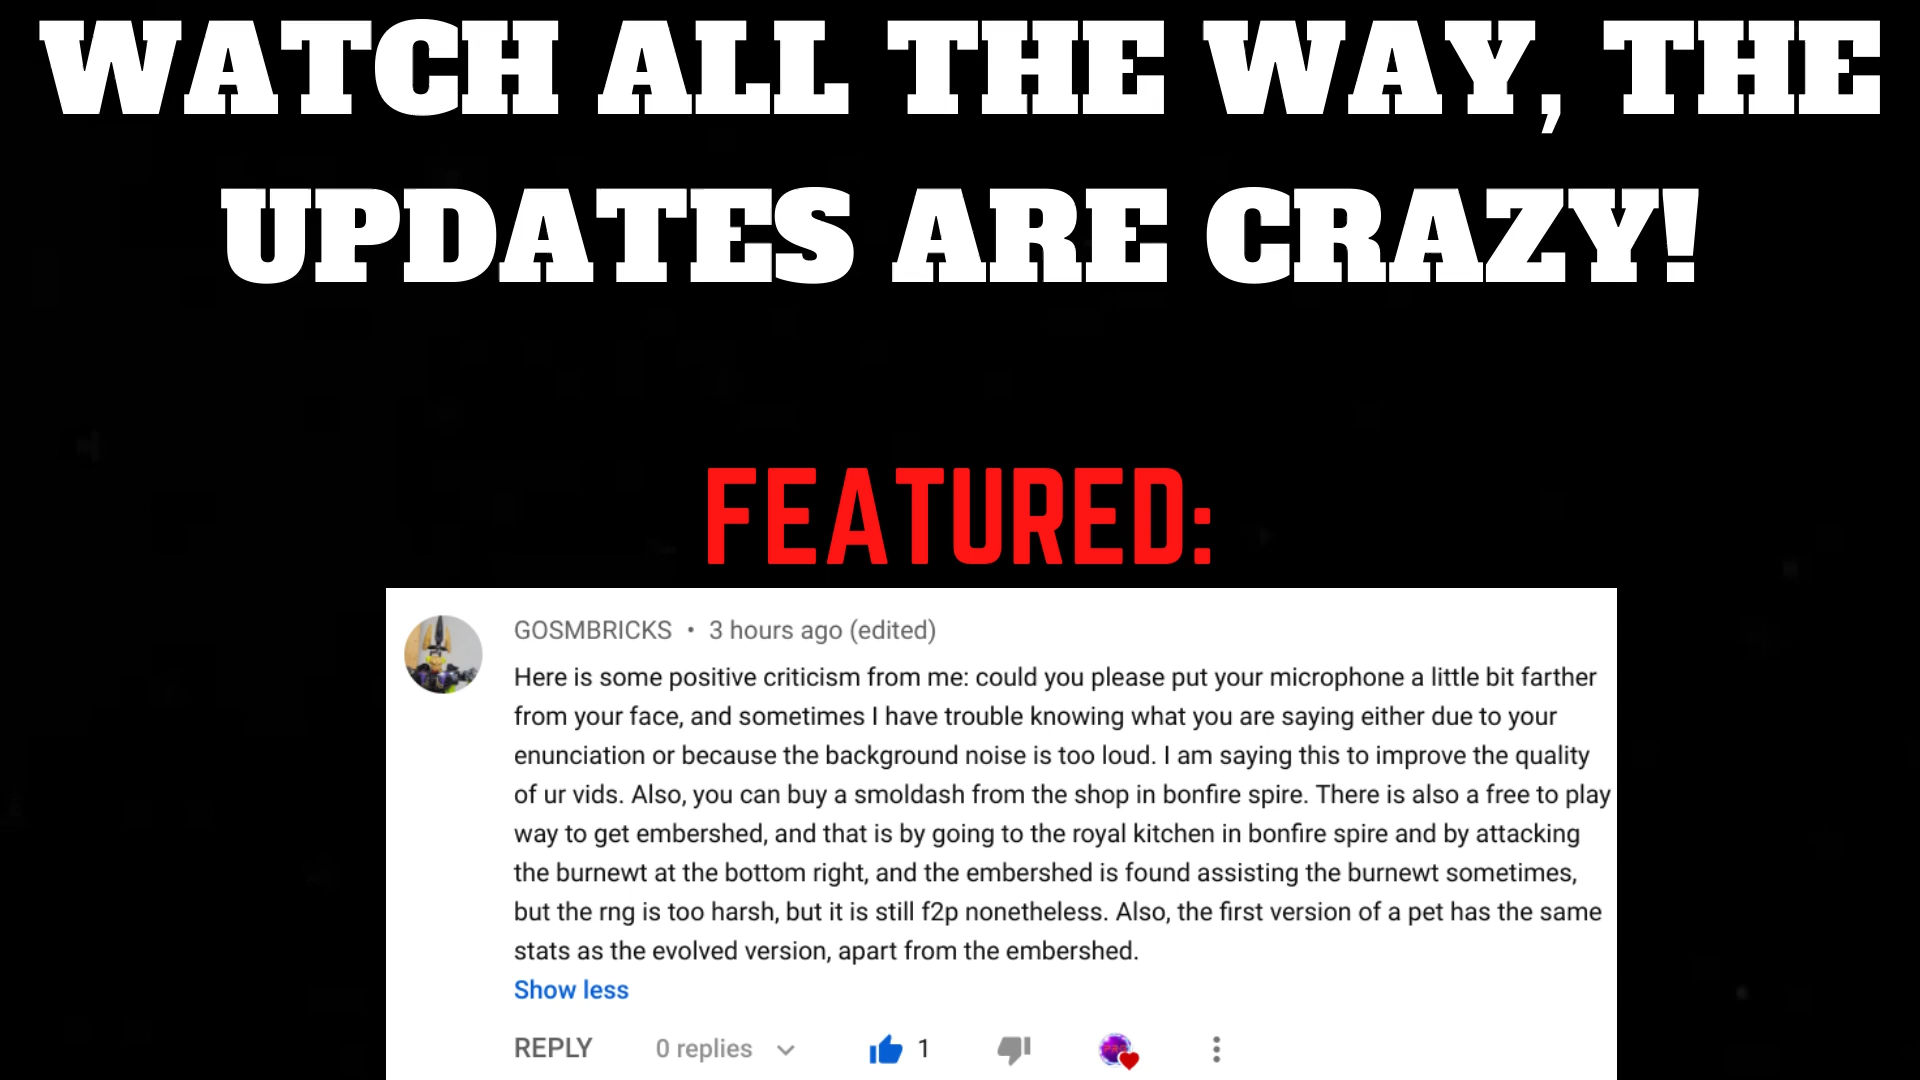 WATCH ALL THE WAY, THE
UPDATES ARE CRAZY!
FEATURED:
GOSMBRICKS • 3 hours ago (edited)
Here is some positive criticism from me: could you please put your microphone a little bit farther
from your face, and sometimes I have trouble knowing what you are saying either due to your
enunciation or because the background noise is too loud. I am saying this to improve the quality
of ur vids. Also, you can buy a smoldash from the shop in bonfire spire. There is also a free to play
way to get embershed, and that is by going to the royal kitchen in bonfire spire and by attacking
the burnewt at the bottom right, and the embershed is found assisting the burnewt sometimes,
but the rng is too harsh, but it is still f2p nonetheless. Also, the first version of a pet has the same
stats as the evolved version, apart from the embershed.
Show less
REPLY 0 replies 1